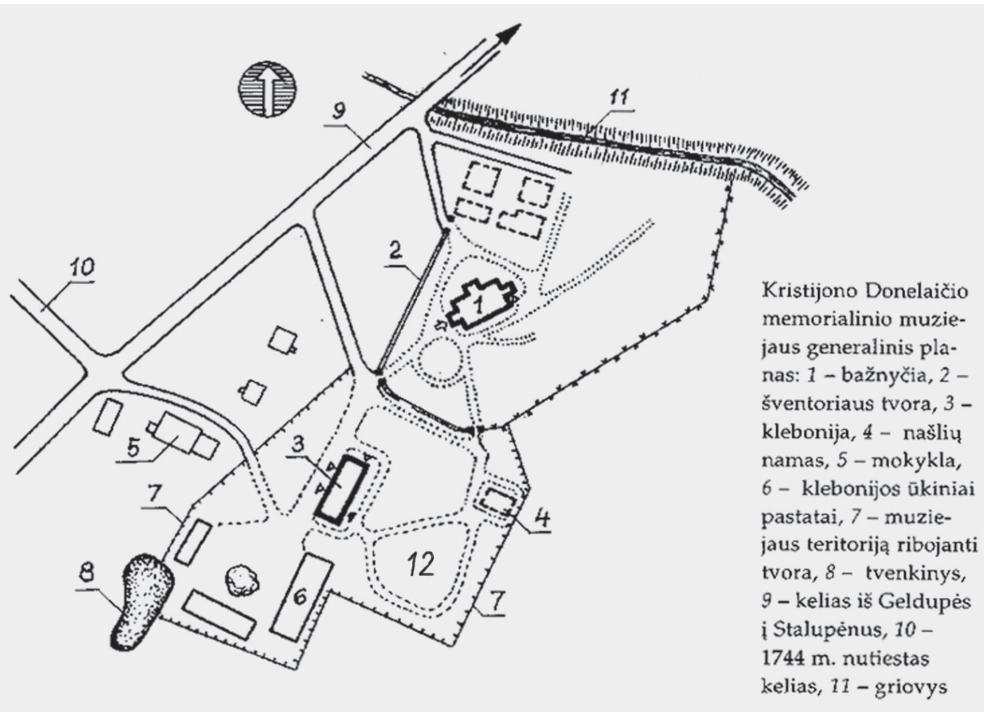 11
9
2
10
1
3
5
4
7
12
8
6
7
Kristijono Donelaičio
memorialinio muzie-
jaus generalinis pla-
nas: 1 – bažnyčia, 2 –
šventoriaus tvora, 3 –
klebonija, 4 – našlių
namas, 5 – mokykla,
6 – klebonijos ūkiniai
pastatai, 7 – muzie-
jaus teritoriją ribojanti
tvora, 8 – tvenkinys,
9 – kelias iš Geldupės
į Stalupėnus, 10 –
1744 m. nutiestas
kelias, 11 – griovys